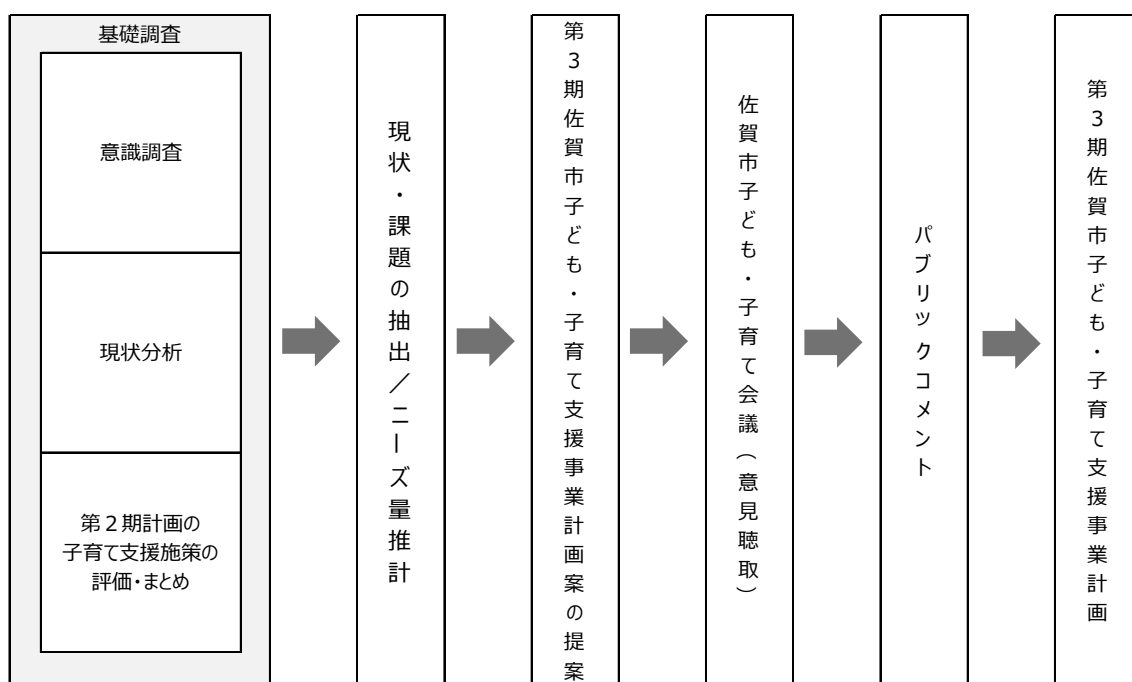 基礎調査
意識調査
現状分析
第２期計画の
子育て支援施策の
評価・まとめ
現状・課題の抽出／ニーズ量推計
第３期佐賀市子ども・子育て支援事業計画案の提案
佐賀市子ども・子育て会議（意見聴取）
パブリックコメント
第３期佐賀市子ども・子育て支援事業計画